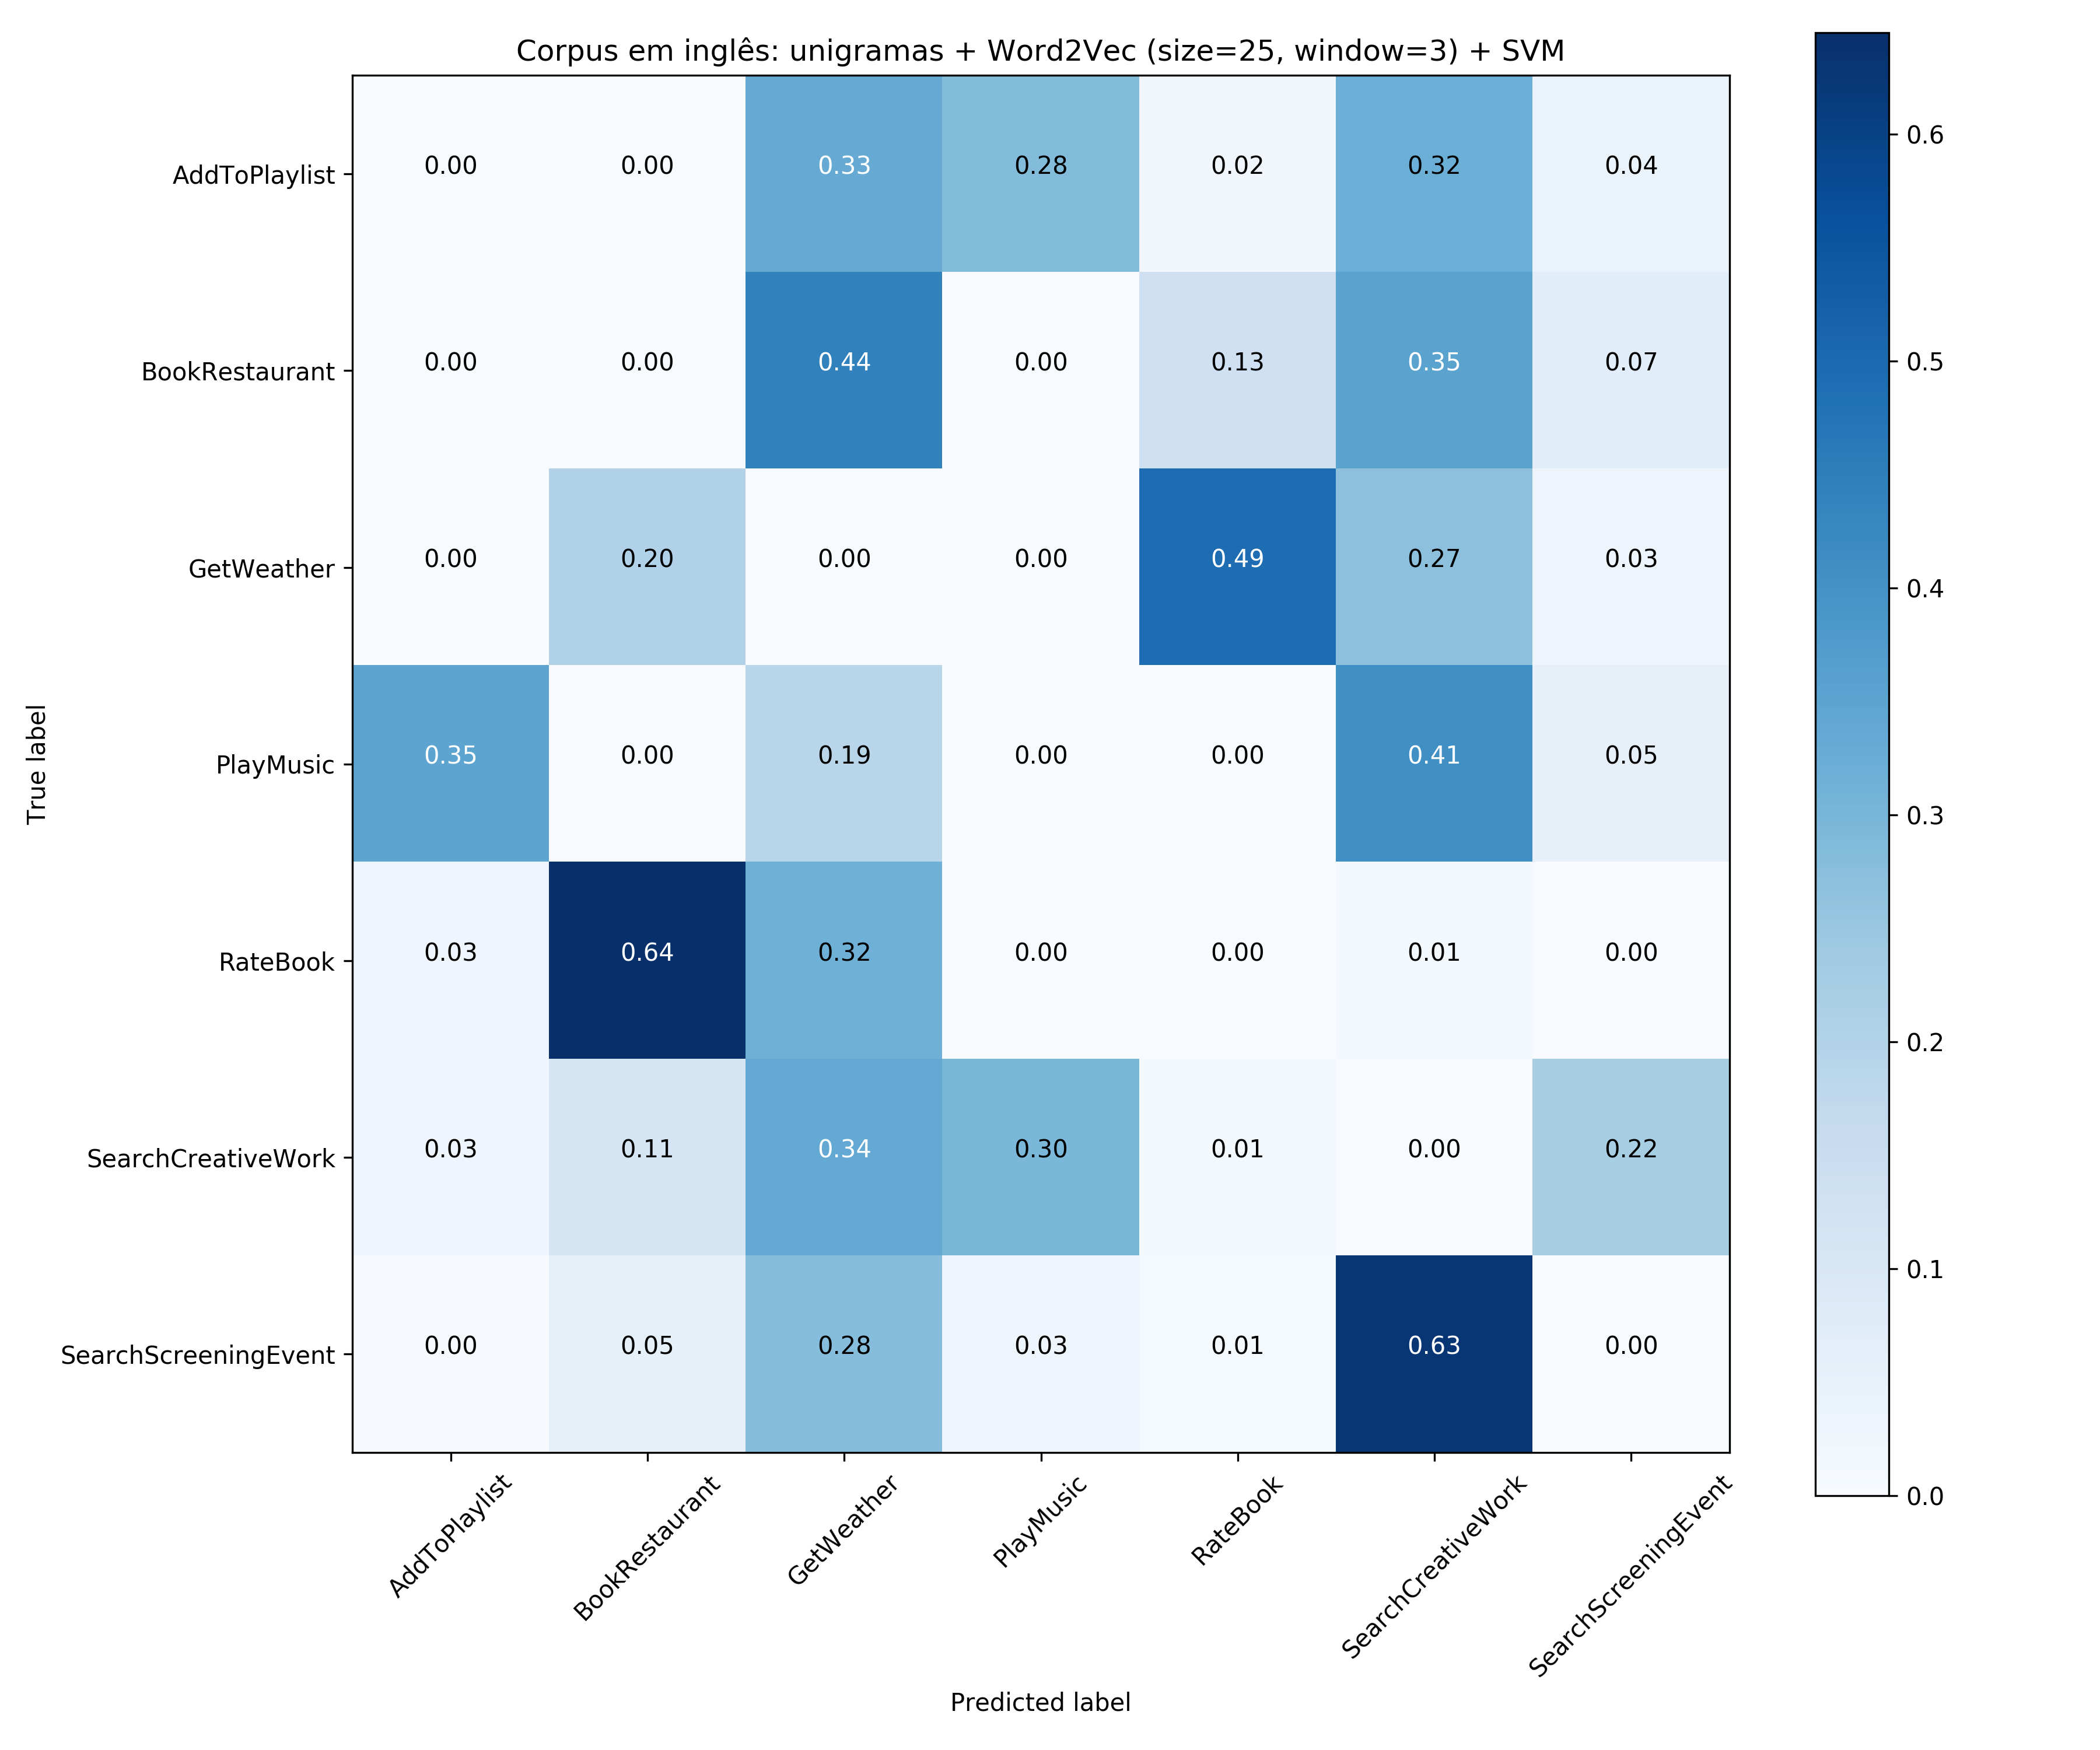 Corpus em inglês: unigramas + Word2Vec (size=25, window=3) + SVM
True label
AddToPlaylist 0.00 0.00 0.33 0.28 0.02 0.32 0.04
BookRestaurant 0.00 0.00 0.44 0.00 0.13 0.35 0.07
GetWeather 0.00 0.20 0.00 0.00 0.49 0.27 0.03
PlayMusic 0.35 0.00 0.19 0.00 0.00 0.41 0.05
RateBook 0.03 0.64 0.32 0.00 0.00 0.01 0.00
SearchCreativeWork 0.03 0.11 0.34 0.30 0.01 0.00 0.22
SearchScreeningEvent 0.00 0.05 0.28 0.03 0.01 0.63 0.00
AddToPlaylist BookRestaurant GetWeather PlayMusic RateBook SearchCreativeWork SearchScreeningEvent
Predicted label
0.6
0.5
0.4
0.3
0.2
0.1
0.0